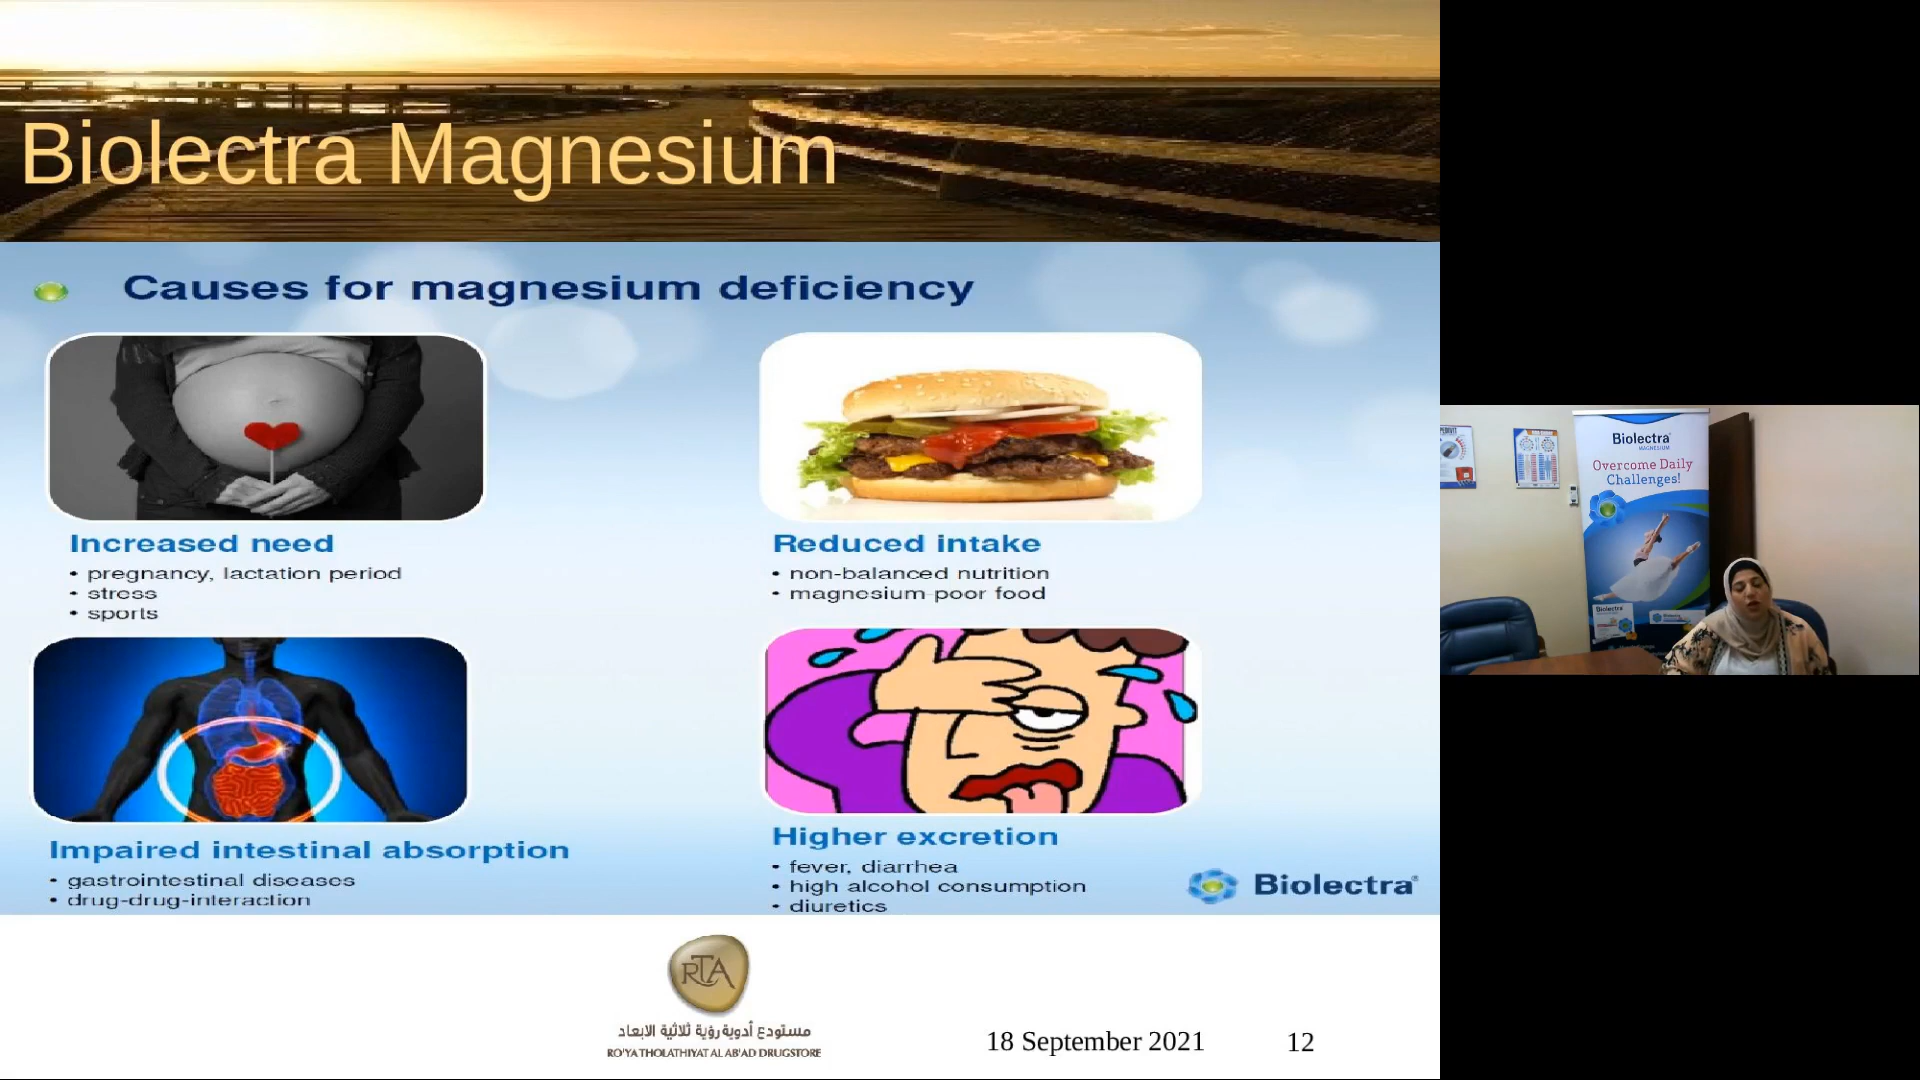 Biolectra Magnesium
Causes for magnesium deficiency
Increased need
• pregnancy, lactation period
• stress
• sports
Reduced intake
• non-balanced nutrition
• magnesium-poor food
Impaired intestinal absorption
• gastrointestinal diseases
• drug-drug-interaction
Higher excretion
• fever, diarrhea
• high alcohol consumption
• diuretics
Biolectra®
RTA
مستودع أدوية رؤية ثلاثية الابعاد
RO'YA THOLATHIYAT AL AB'AD DRUGSTORE
18 September 2021
12
Biolectra
MAGNESIUM
Overcome Daily
Challenges!
Biolectra